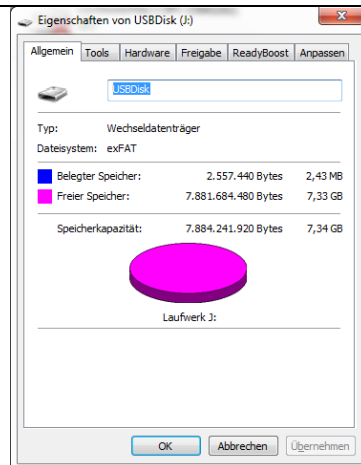 Eigenschaften von USBDisk (J:)
Allgemein Tools Hardware Freigabe ReadyBoost Anpassen
USBDisk
Typ: Wechseldatenträger
Dateisystem: exFAT
Belegter Speicher: 2.557.440 Bytes 2,43 MB
Freier Speicher: 7.881.684.480 Bytes 7,33 GB
Speicherkapazität: 7.884.241.920 Bytes 7,34 GB
Laufwerk J:
OK Abbrechen Übernehmen